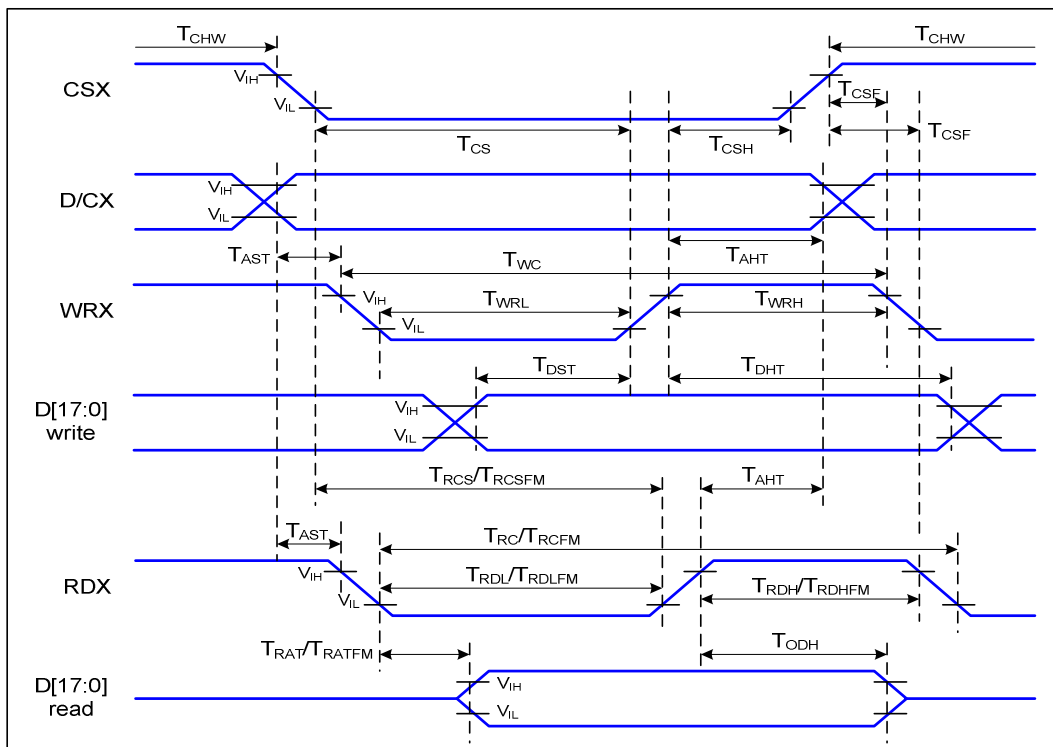 TCHW TCHW
CSX VIH TCSF
VIL TCSF
TCS TCSH
D/CX VIH
VIL
TAST TWC TAHT
WRX VIH TWRL TWRH
VIL
TDST TDHT
D[17:0] VIH
write VIL
TRCS/TRCSFM TAHT
TAST TRC/TRCFM
RDX VIH TRDL/TRDLFM TRDH/TRDHFM
VIL
TRAT/TRATFM TODH
D[17:0] VIH
read VIL